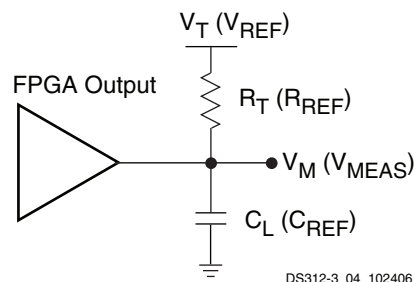 V_T (V_REF)
FPGA Output
R_T (R_REF)
V_M (V_MEAS)
C_L (C_REF)
DS312-3_04_102406